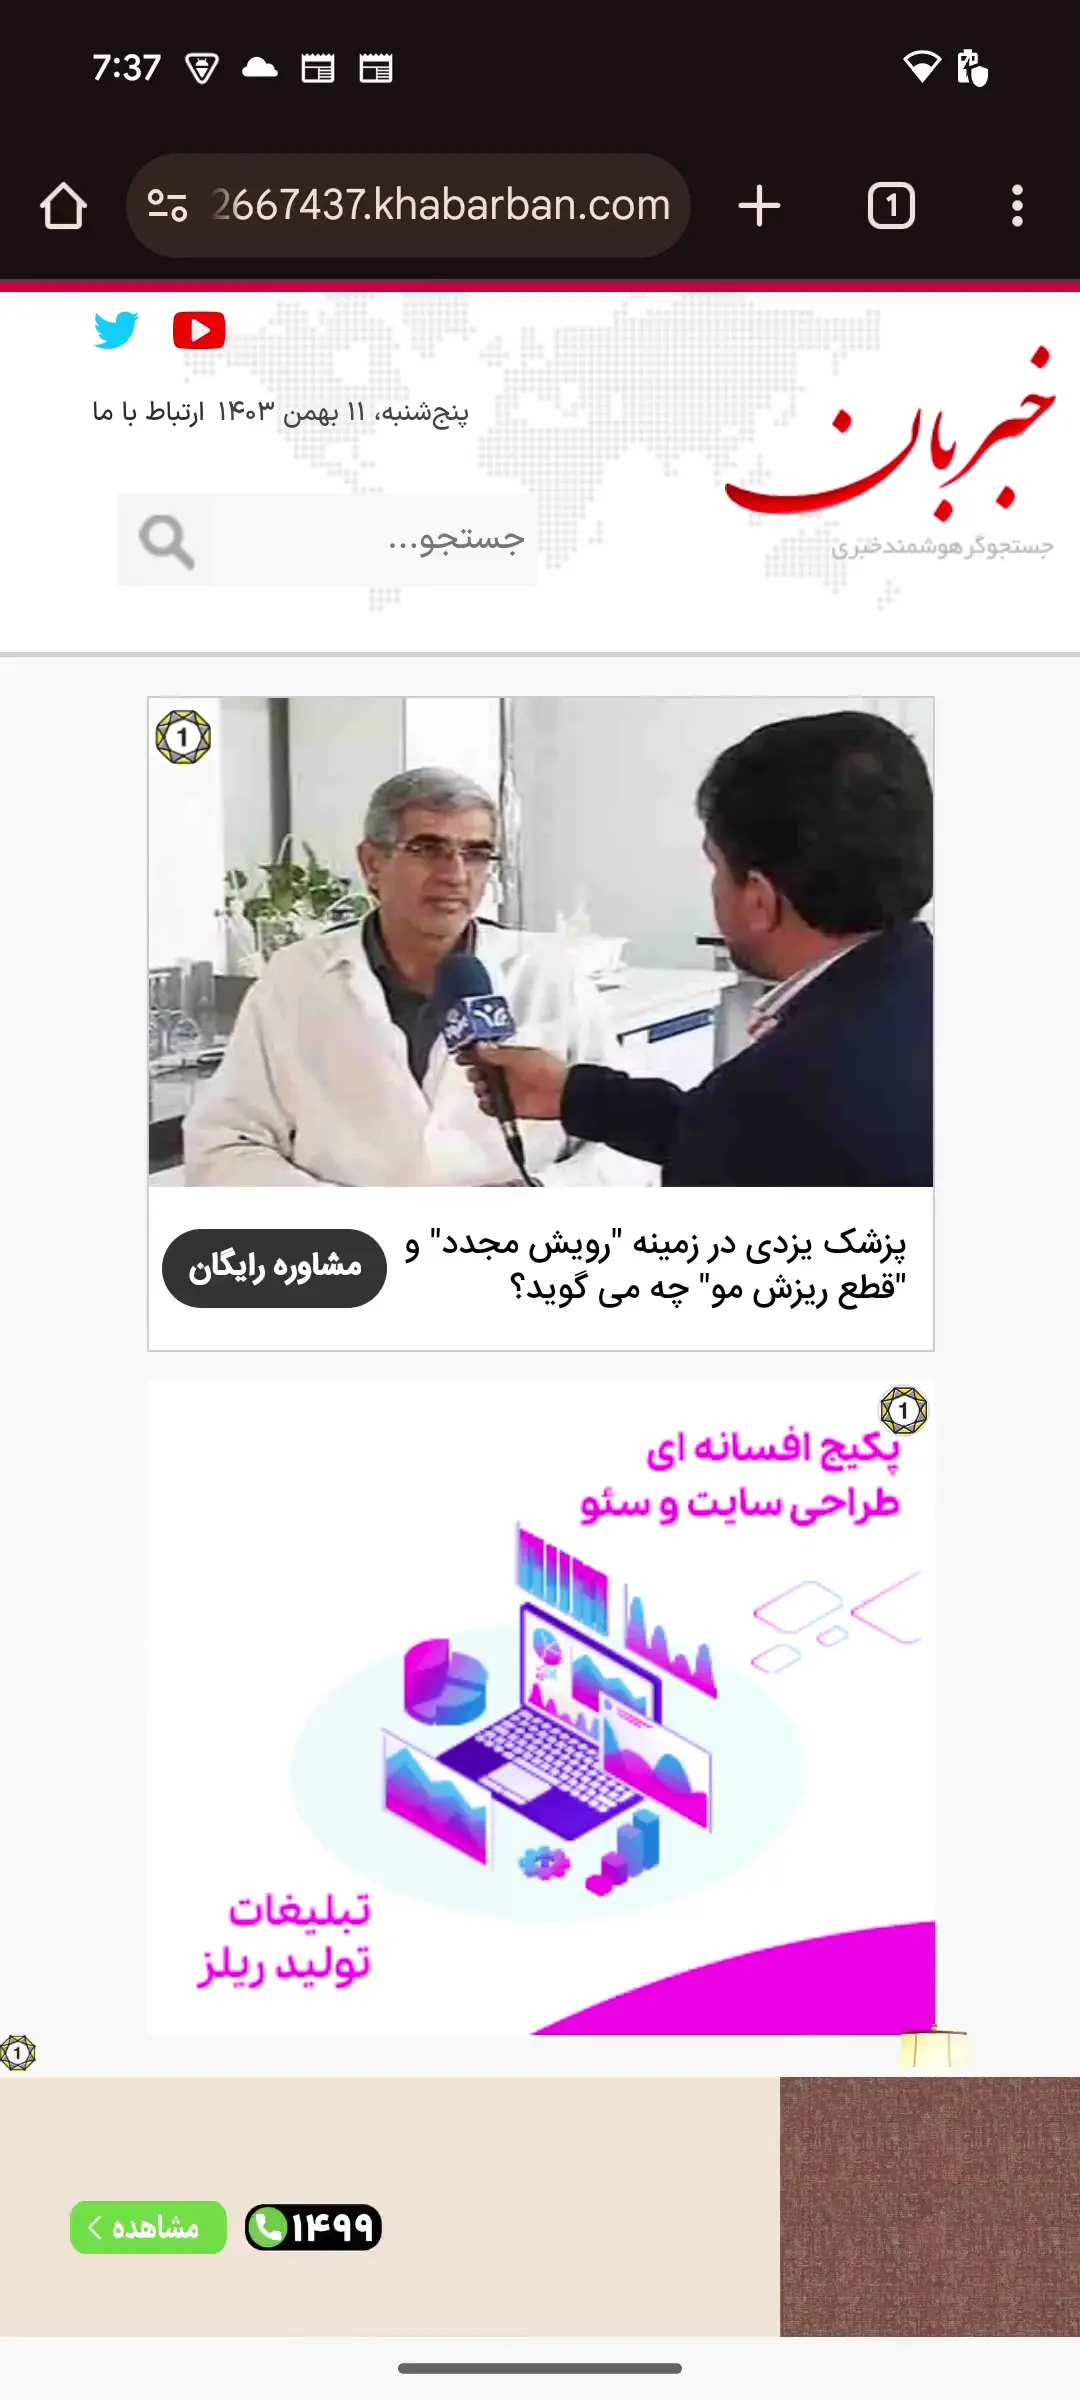 7:37
2667437.khabarban.com
1
خبربان
جستجوگر هوشمند خبری
پنج‌شنبه، ۱۱ بهمن ۱۴۰۳ ارتباط با ما
جستجو...
1
پزشک یزدی در زمینه "رویش مجدد" و
"قطع ریزش مو" چه می گوید؟
مشاوره رایگان
1
پکیج افسانه ای
طراحی سایت و سئو
تبلیغات
تولید ریلز
1
۱۴۹۹
مشاهده >